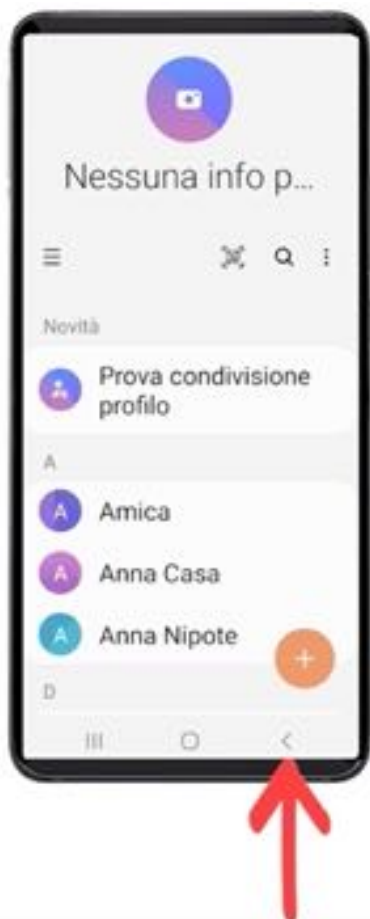 Nessuna info p...
Novità
Prova condivisione
profilo
A
A Amica
A Anna Casa
A Anna Nipote
D